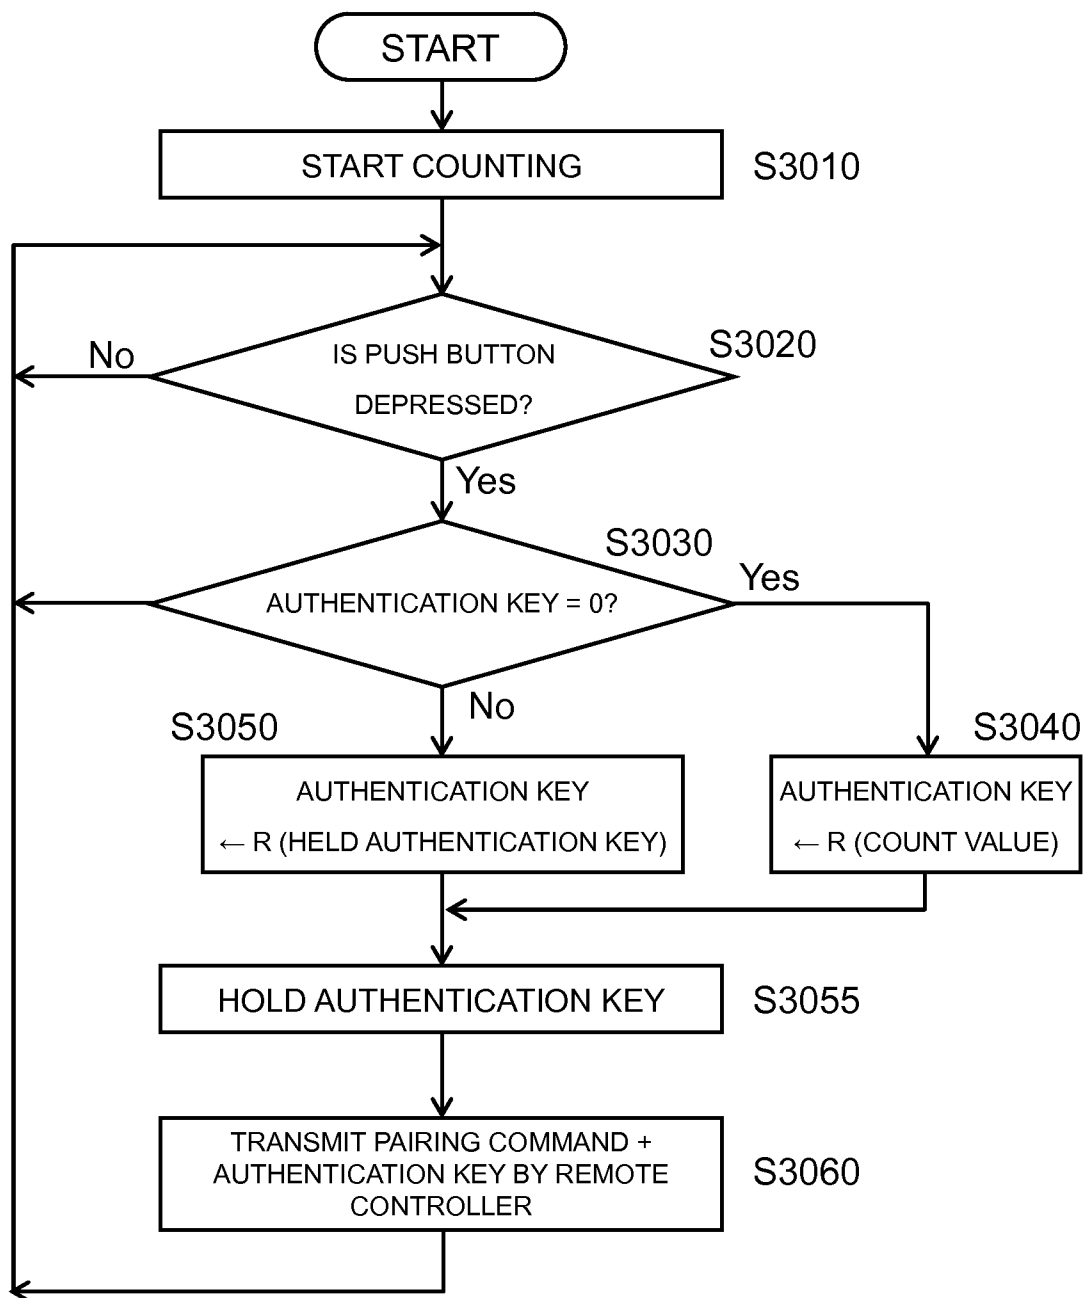 START
START COUNTING
S3010
No
IS PUSH BUTTON
DEPRESSED?
S3020
Yes
S3030
AUTHENTICATION KEY = 0?
Yes
No
S3050
AUTHENTICATION KEY
← R (HELD AUTHENTICATION KEY)
S3040
AUTHENTICATION KEY
← R (COUNT VALUE)
HOLD AUTHENTICATION KEY
S3055
TRANSMIT PAIRING COMMAND +
AUTHENTICATION KEY BY REMOTE
CONTROLLER
S3060